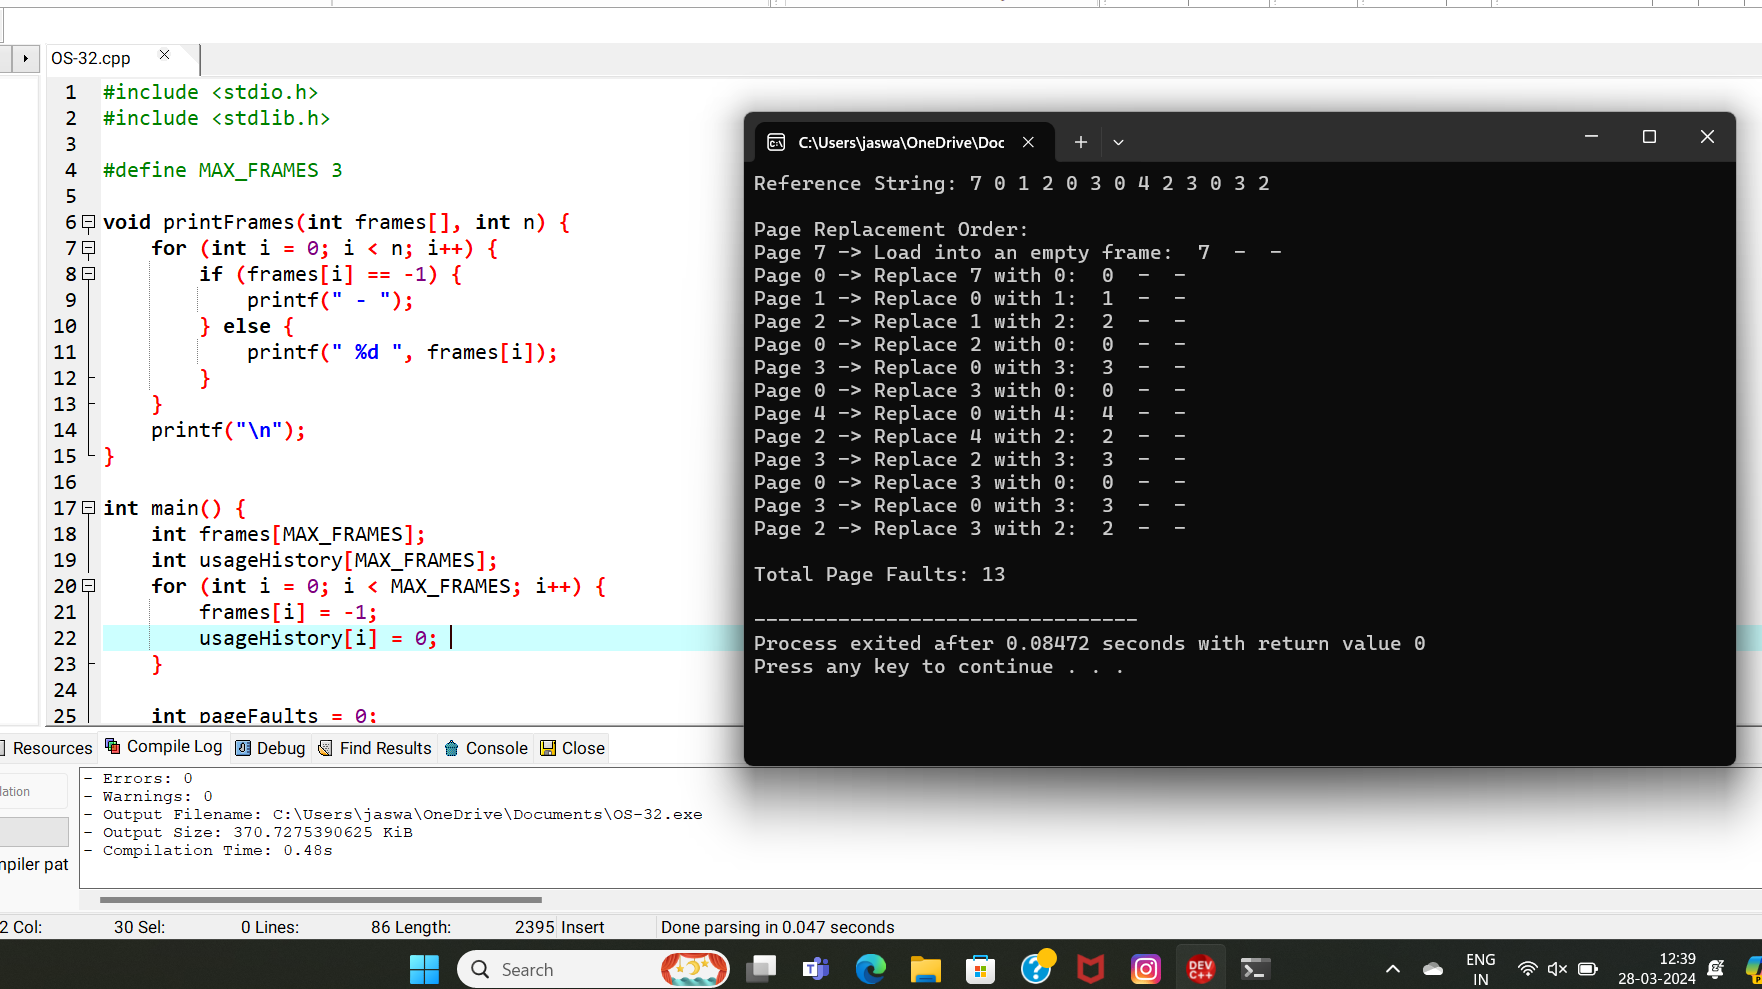 OS-32.cpp
1 #include <stdio.h>
2 #include <stdlib.h>
3
4 #define MAX_FRAMES 3
5
6 void printFrames(int frames[], int n) {
7 for (int i = 0; i < n; i++) {
8 if (frames[i] == -1) {
9 printf(" - ");
10 } else {
11 printf(" %d ", frames[i]);
12 }
13 }
14 printf("\n");
15 }
16
17 int main() {
18 int frames[MAX_FRAMES];
19 int usageHistory[MAX_FRAMES];
20 for (int i = 0; i < MAX_FRAMES; i++) {
21 frames[i] = -1;
22 usageHistory[i] = 0;
23 }
24
25 int pageFaults = 0;
C:\Users\jaswa\OneDrive\Doc
Reference String: 7 0 1 2 0 3 0 4 2 3 0 3 2
Page Replacement Order:
Page 7 -> Load into an empty frame: 7 - -
Page 0 -> Replace 7 with 0: 0 - -
Page 1 -> Replace 0 with 1: 1 - -
Page 2 -> Replace 1 with 2: 2 - -
Page 0 -> Replace 2 with 0: 0 - -
Page 3 -> Replace 0 with 3: 3 - -
Page 0 -> Replace 3 with 0: 0 - -
Page 4 -> Replace 0 with 4: 4 - -
Page 2 -> Replace 4 with 2: 2 - -
Page 3 -> Replace 2 with 3: 3 - -
Page 0 -> Replace 3 with 0: 0 - -
Page 3 -> Replace 0 with 3: 3 - -
Page 2 -> Replace 3 with 2: 2 - -
Total Page Faults: 13
--------------------------------
Process exited after 0.08472 seconds with return value 0
Press any key to continue . . .
Resources Compile Log Debug Find Results Console Close
lation
mpiler pat
- Errors: 0
- Warnings: 0
- Output Filename: C:\Users\jaswa\OneDrive\Documents\OS-32.exe
- Output Size: 370.7275390625 KiB
- Compilation Time: 0.48s
2 Col: 30 Sel: 0 Lines: 86 Length: 2395 Insert Done parsing in 0.047 seconds
Search
DEV C++
ENG
IN
12:39
28-03-2024